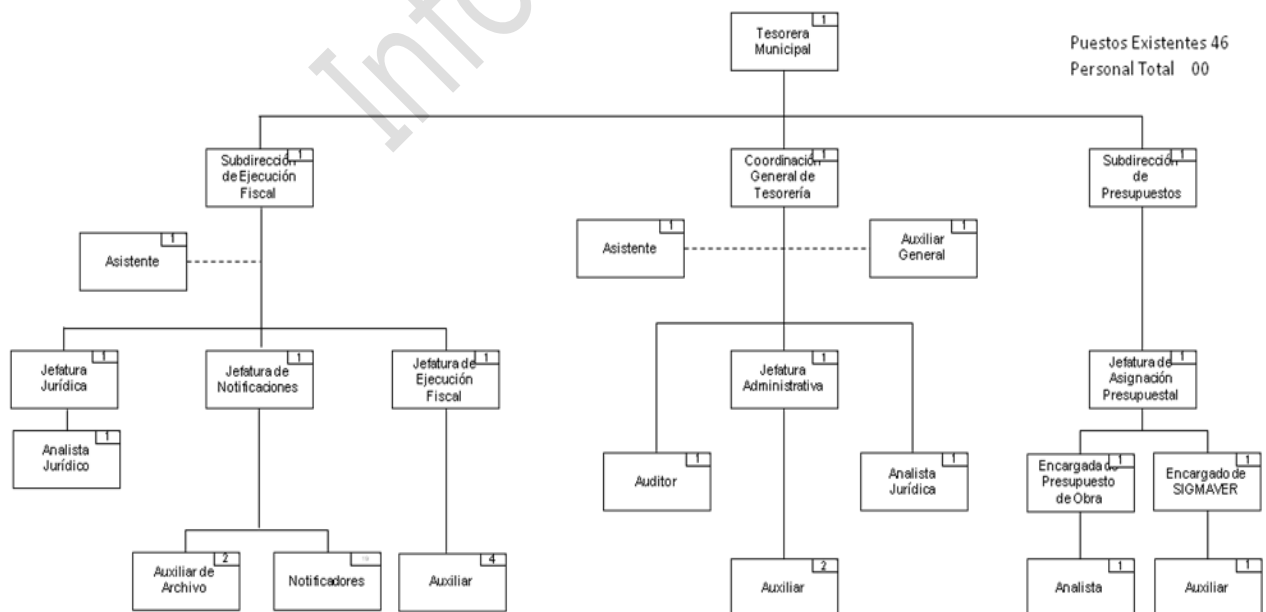 Tesorera
Municipal
1
Puestos Existentes 46
Personal Total 00
Subdirección
de Ejecución
Fiscal
1
Coordinación
General de
Tesorería
1
Subdirección
de
Presupuestos
1
Asistente
1
Asistente
1
Auxiliar
General
1
Jefatura
Jurídica
1
Jefatura de
Notificaciones
1
Jefatura de
Ejecución
Fiscal
1
Jefatura
Administrativa
1
Jefatura de
Asignación
Presupuestal
1
Analista
Jurídico
1
Auditor
1
Analista
Jurídica
1
Encargada de
Presupuesto
de Obra
1
Encargado de
SIGMAVER
1
Auxiliar de
Archivo
2
Notificadores
Auxiliar
4
Auxiliar
2
Analista
1
Auxiliar
1